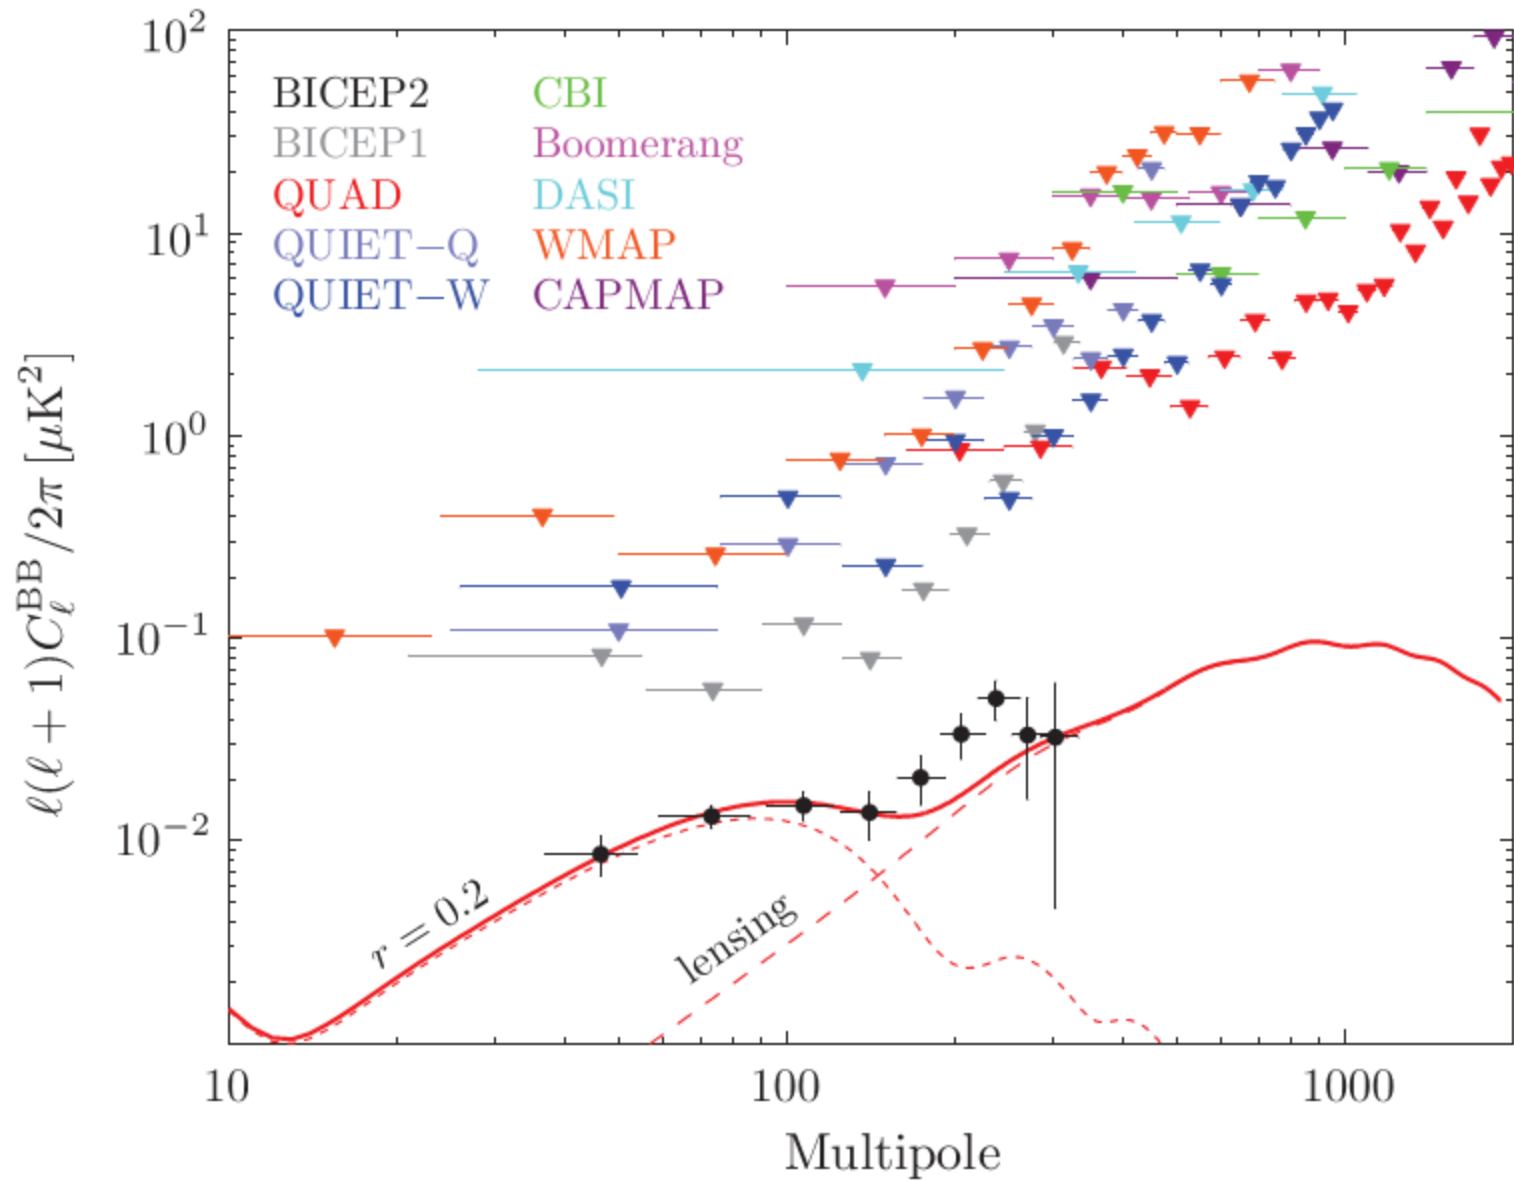 10²
BICEP2 CBI
BICEP1 Boomerang
QUAD DASI
QUIET−Q WMAP
QUIET−W CAPMAP
10¹
10⁰
10⁻¹
10⁻²
ℓ(ℓ + 1)C_ℓ^BB/2π [μK²]
r = 0.2
lensing
10 100 1000
Multipole